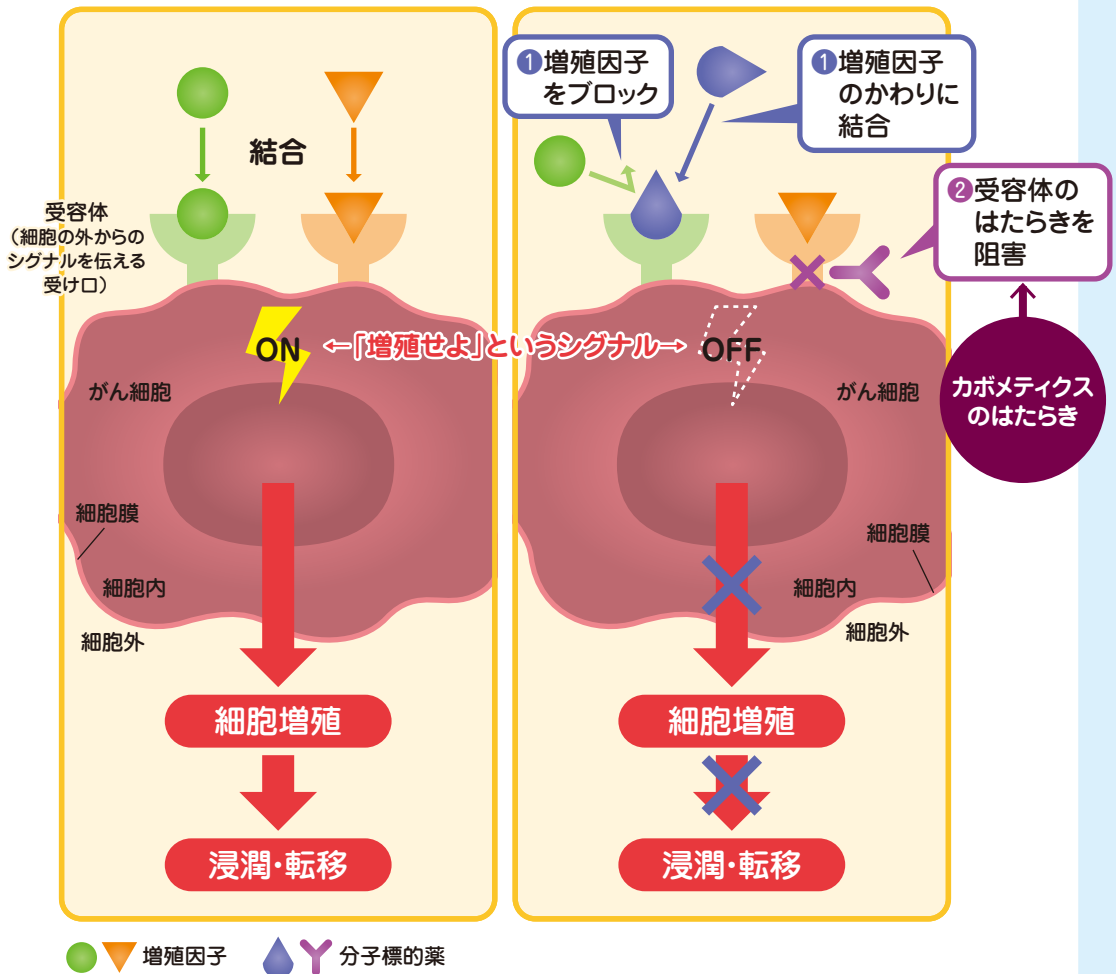 結合
受容体
（細胞の外からの
シグナルを伝える
受け口）
ON
←「増殖せよ」というシグナル→
OFF
がん細胞
細胞膜
細胞内
細胞外
細胞増殖
浸潤・転移
❶増殖因子
をブロック
❶増殖因子
のかわりに
結合
❷受容体の
はたらきを
阻害
カボメティクス
のはたらき
がん細胞
細胞膜
細胞内
細胞外
細胞増殖
浸潤・転移
増殖因子
分子標的薬